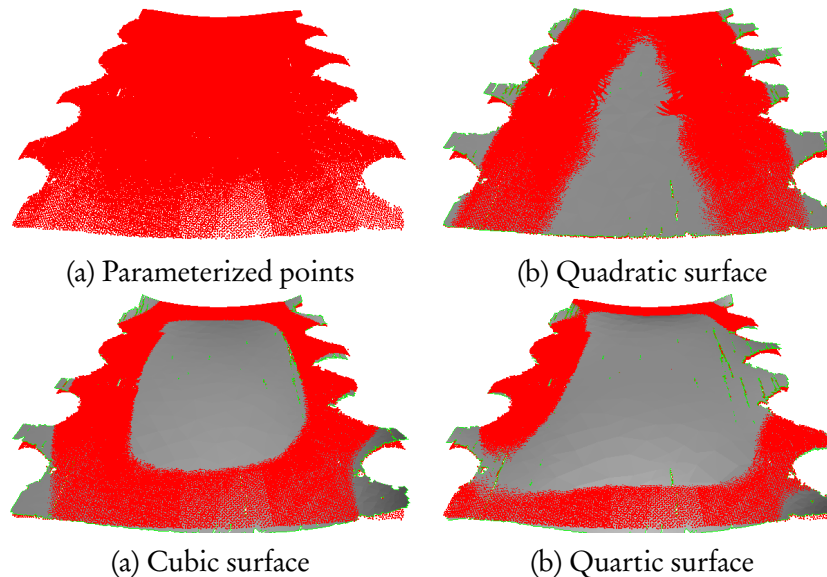 (a) Parameterized points
(b) Quadratic surface
(a) Cubic surface
(b) Quartic surface